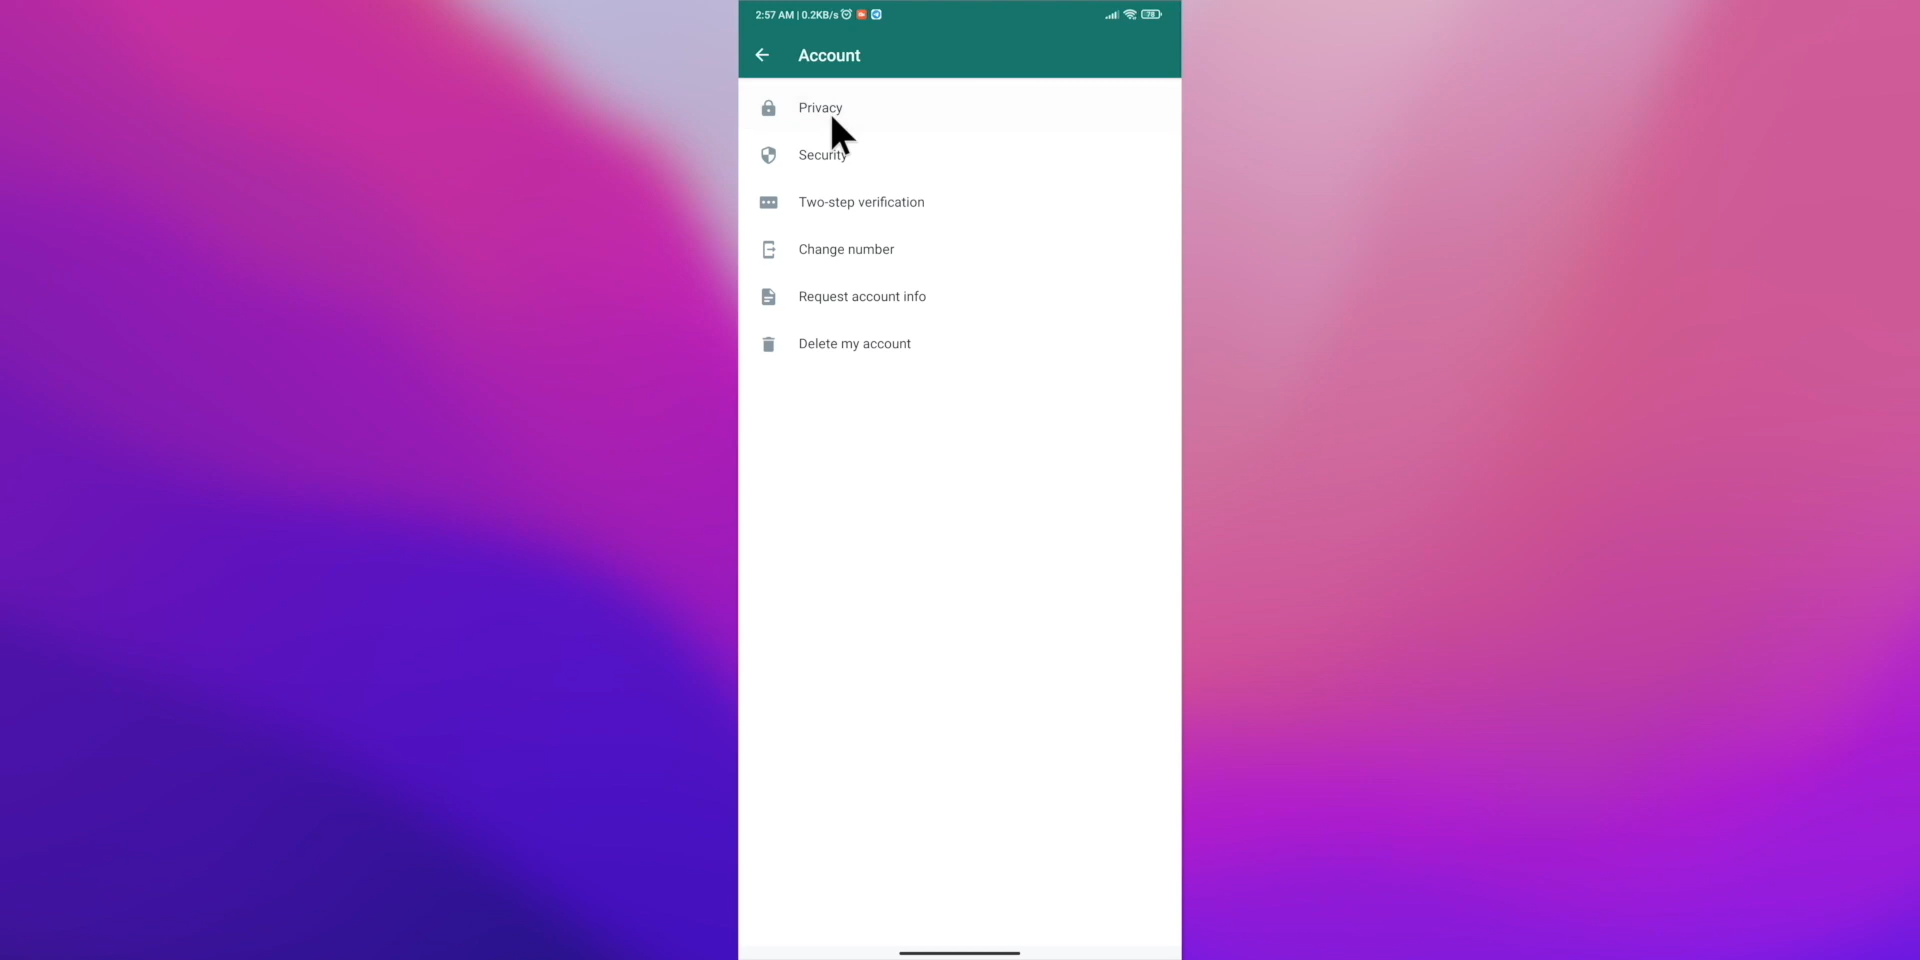 2:57 AM | 0.2KB/s
78
Account
Privacy
Security
Two-step verification
Change number
Request account info
Delete my account